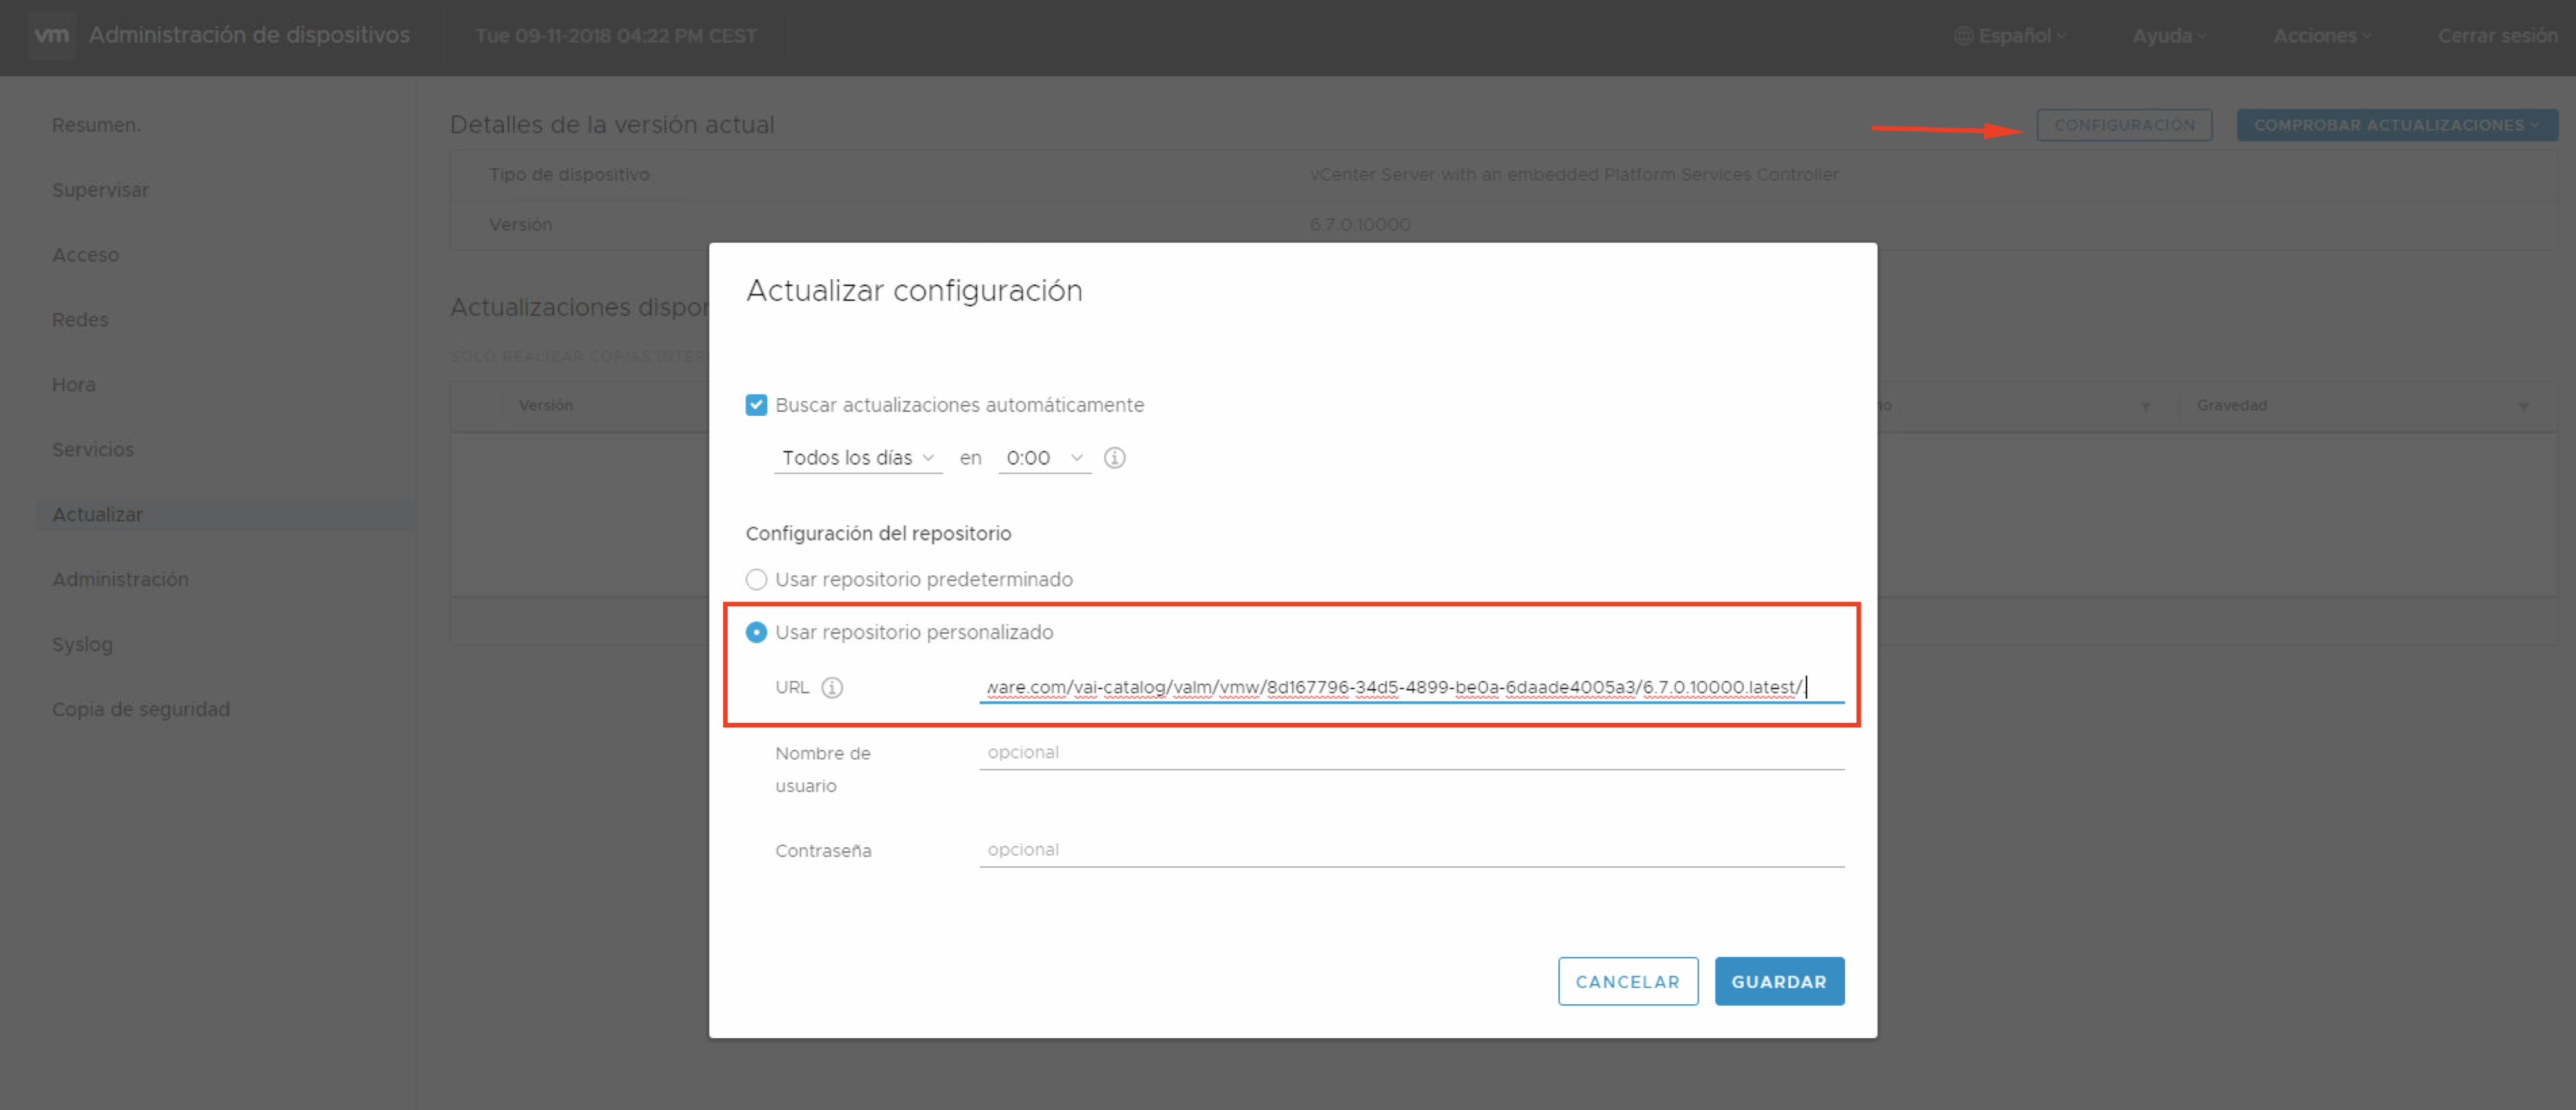 vm Administración de dispositivos Tue 09-11-2018 04:22 PM CEST Español Ayuda Acciones Cerrar sesión
Resumen.
Supervisar
Acceso
Redes
Hora
Servicios
Actualizar
Administración
Syslog
Copia de seguridad
Detalles de la versión actual CONFIGURACIÓN COMPROBAR ACTUALIZACIONES
Tipo de dispositivo vCenter Server with an embedded Platform Services Controller
Versión 6.7.0.10000
Actualizaciones dispon
SOLO REALIZAR COPIAS INTER
Versión io Gravedad
Actualizar configuración
Buscar actualizaciones automáticamente
Todos los días en 0:00
Configuración del repositorio
Usar repositorio predeterminado
Usar repositorio personalizado
URL ware.com/vai-catalog/valm/vmw/8d167796-34d5-4899-be0a-6daade4005a3/6.7.0.10000.latest/.
Nombre de opcional
usuario
Contraseña opcional
CANCELAR GUARDAR